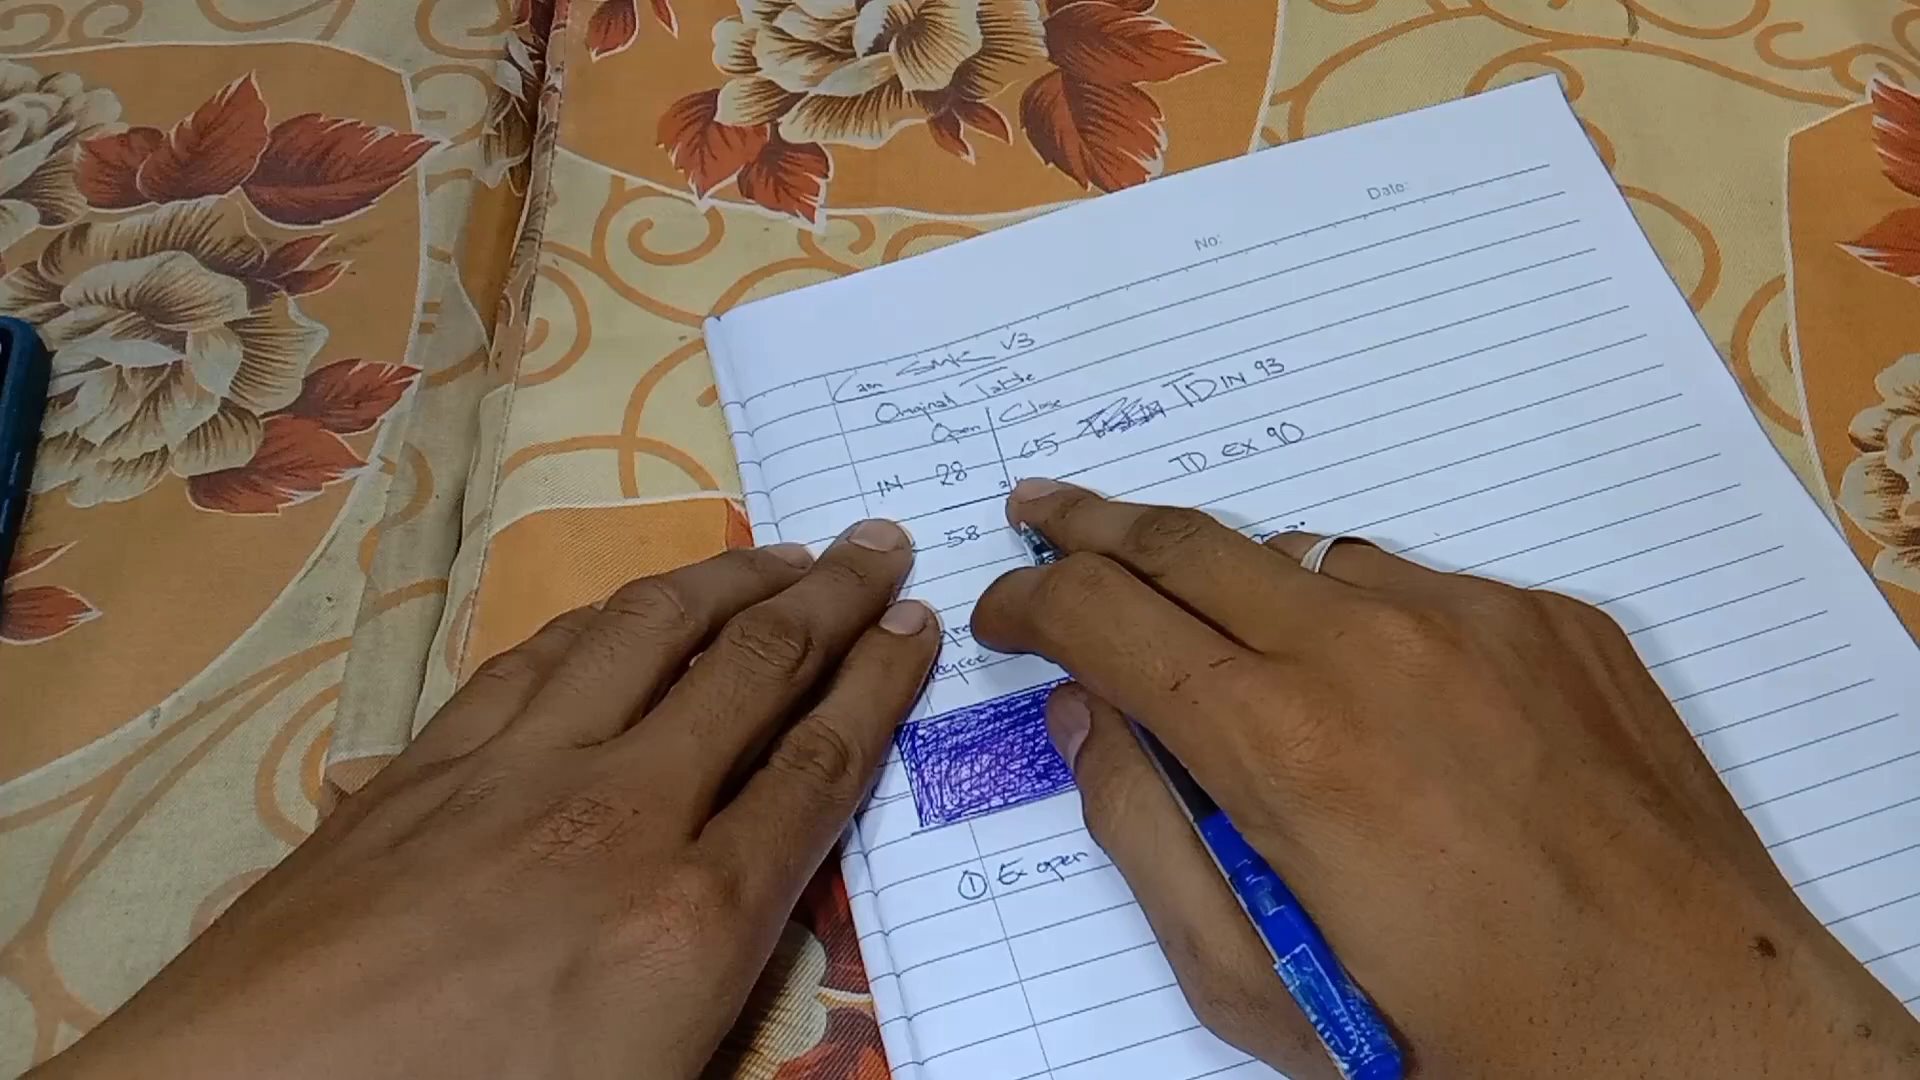 No: Date:
Cam SMK V3
Original Table
Open Close
IN 28 65 TD IN 93
58 TD EX 90
① Ex open